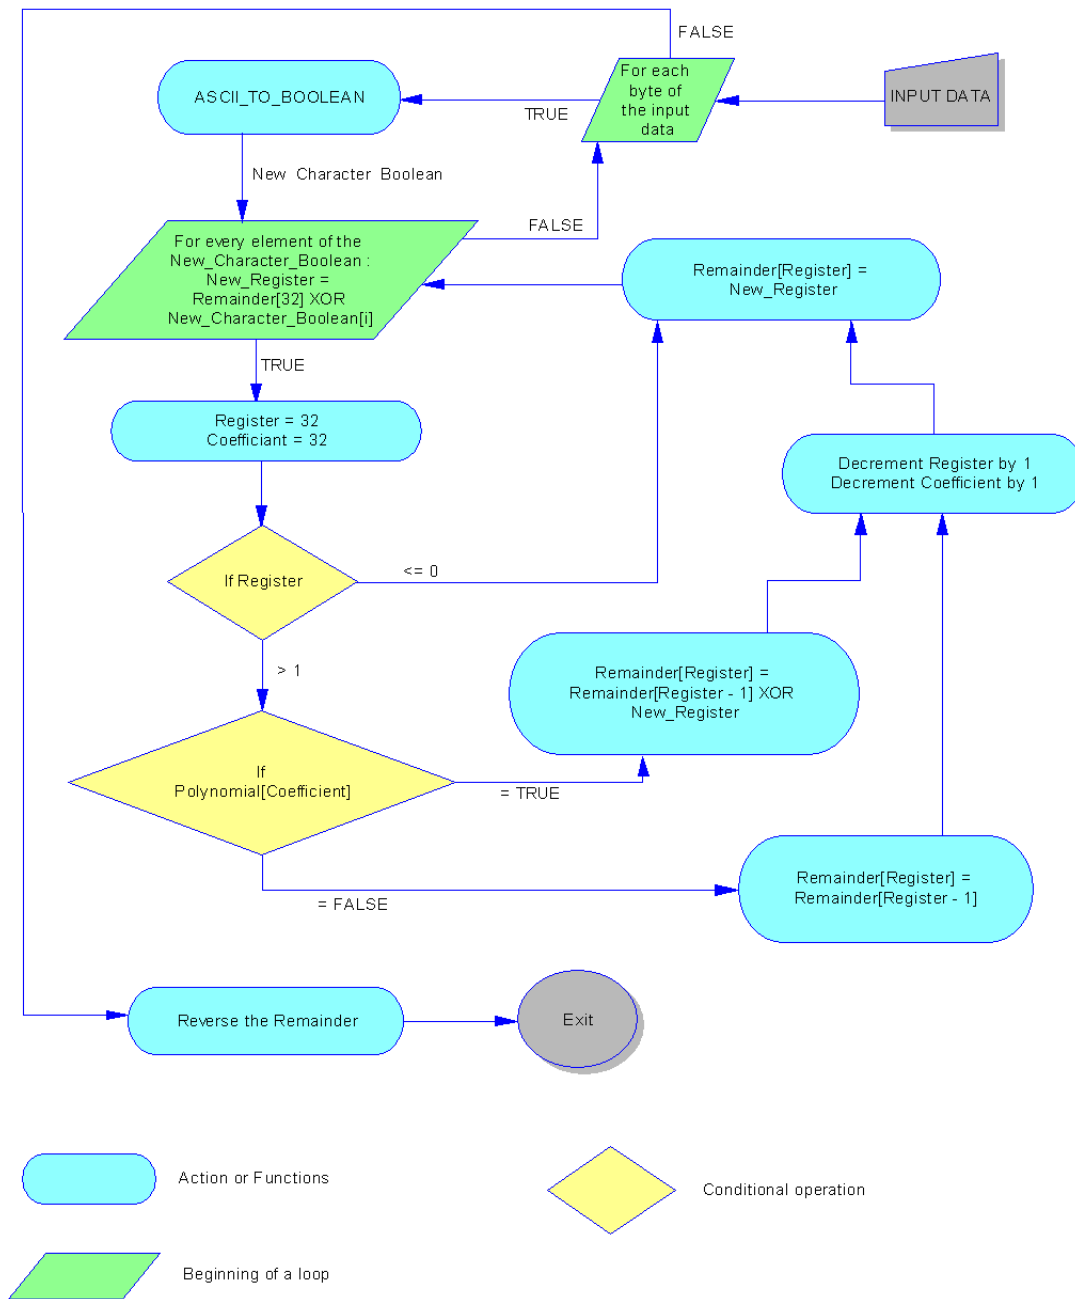 FALSE
For each
byte of
the input
data
INPUT DATA
ASCII_TO_BOOLEAN
TRUE
New Character Boolean
FALSE
For every element of the
New_Character_Boolean :
New_Register =
Remainder[32] XOR
New_Character_Boolean[i]
Remainder[Register] =
New_Register
TRUE
Register = 32
Coefficiant = 32
Decrement Register by 1
Decrement Coefficient by 1
If Register
<= 0
> 1
Remainder[Register] =
Remainder[Register - 1] XOR
New_Register
If
Polynomial[Coefficient]
= TRUE
= FALSE
Remainder[Register] =
Remainder[Register - 1]
Reverse the Remainder
Exit
Action or Functions
Conditional operation
Beginning of a loop